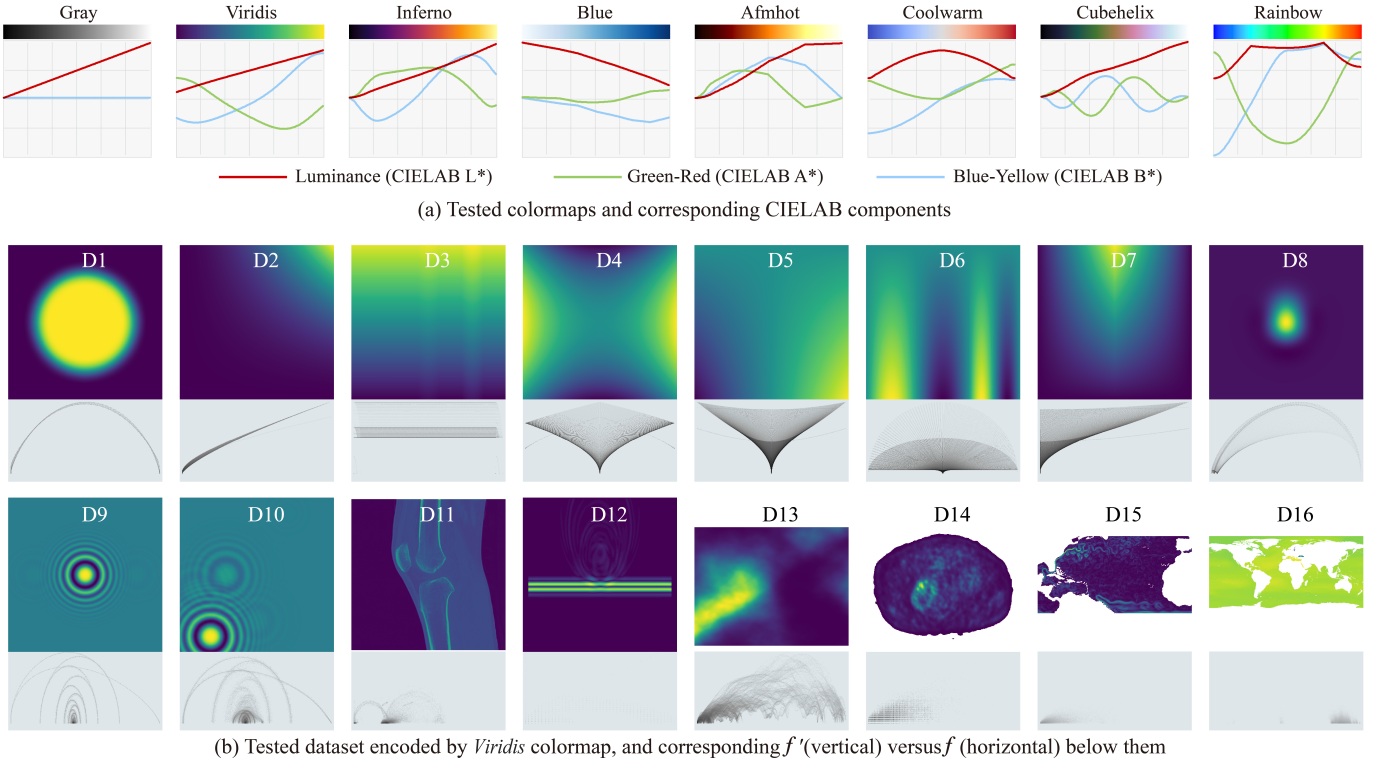 Gray Viridis Inferno Blue Afmhot Coolwarm Cubehelix Rainbow
Luminance (CIELAB L*) Green-Red (CIELAB A*) Blue-Yellow (CIELAB B*)
(a) Tested colormaps and corresponding CIELAB components
D1 D2 D3 D4 D5 D6 D7 D8
D9 D10 D11 D12 D13 D14 D15 D16
(b) Tested dataset encoded by Viridis colormap, and corresponding f ′(vertical) versus f (horizontal) below them